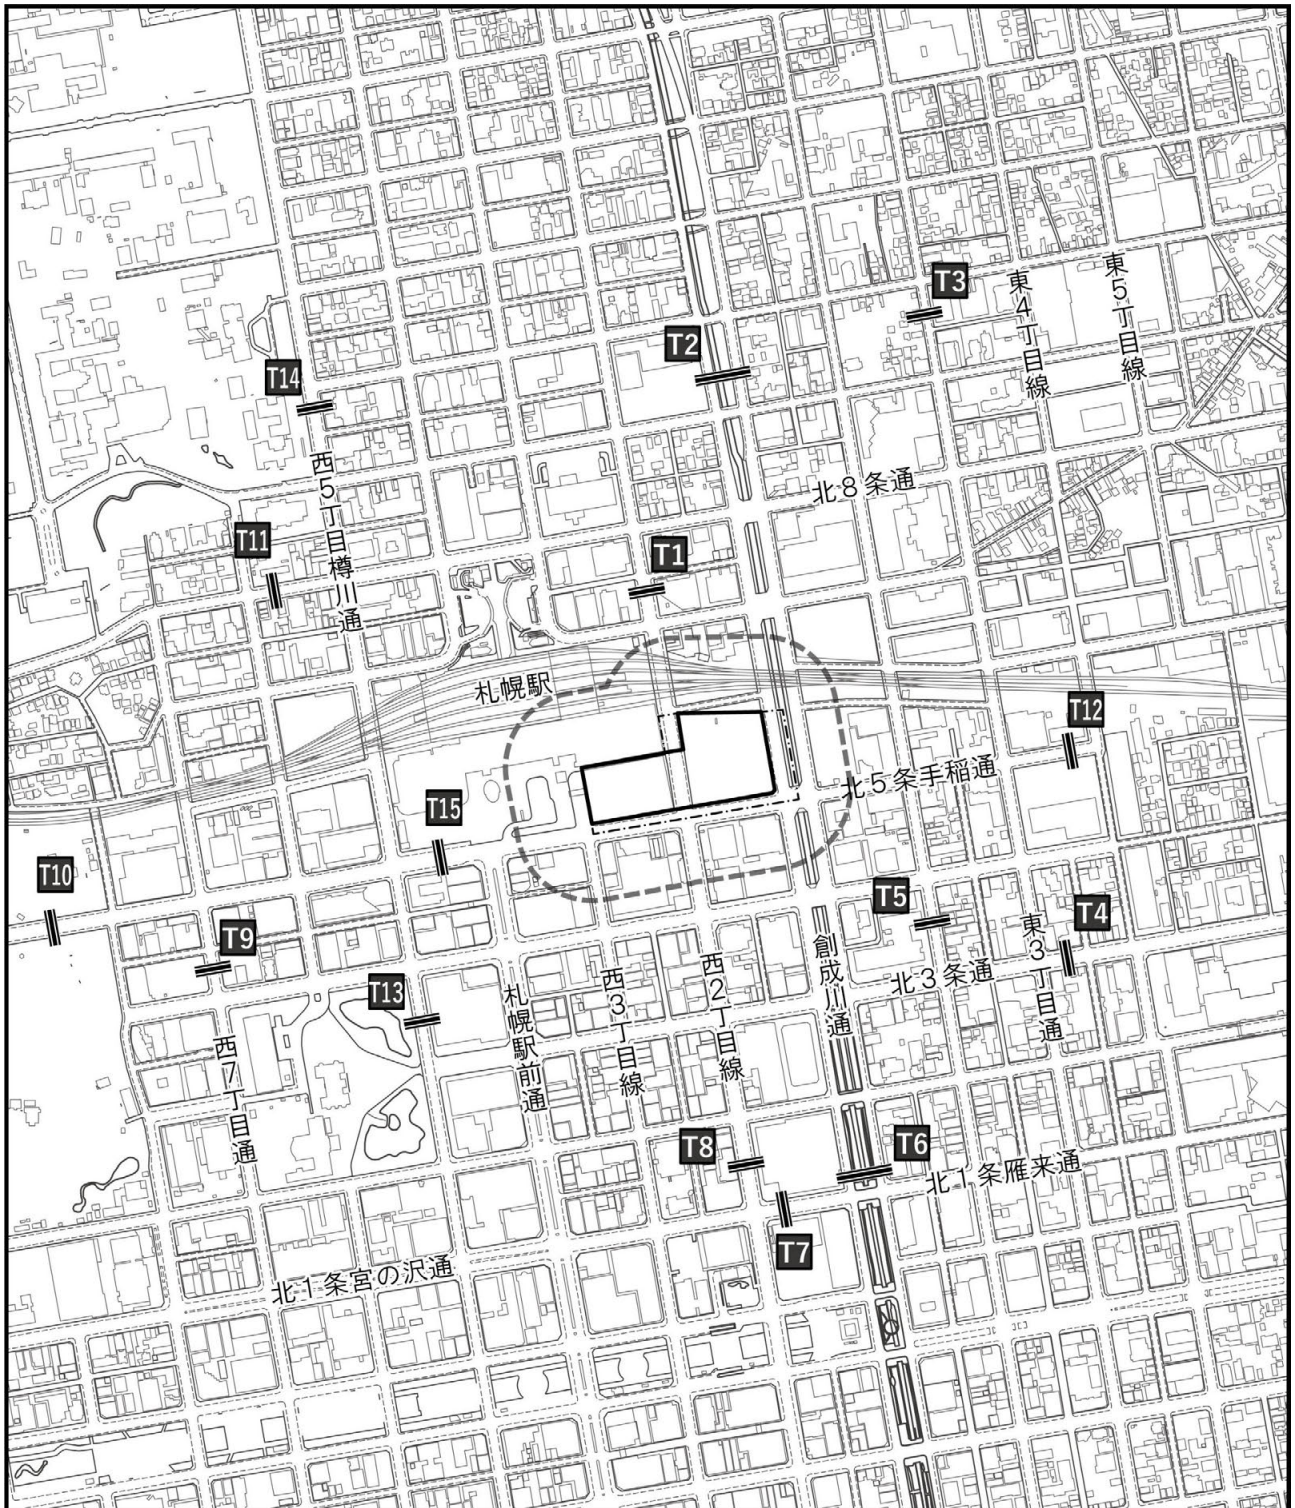 T3
東4丁目線
東5丁目線
T2
T14
西5丁目樽川通
北8条通
T11
T1
札幌駅
T12
北5条手稲通
T15
T10
T5
T4
T9
東3丁目通
創成川通
北3条通
西2丁目線
西3丁目線
T13
札幌駅前通
西7丁目通
T8
T6
北1条雁来通
T7
北1条宮の沢通